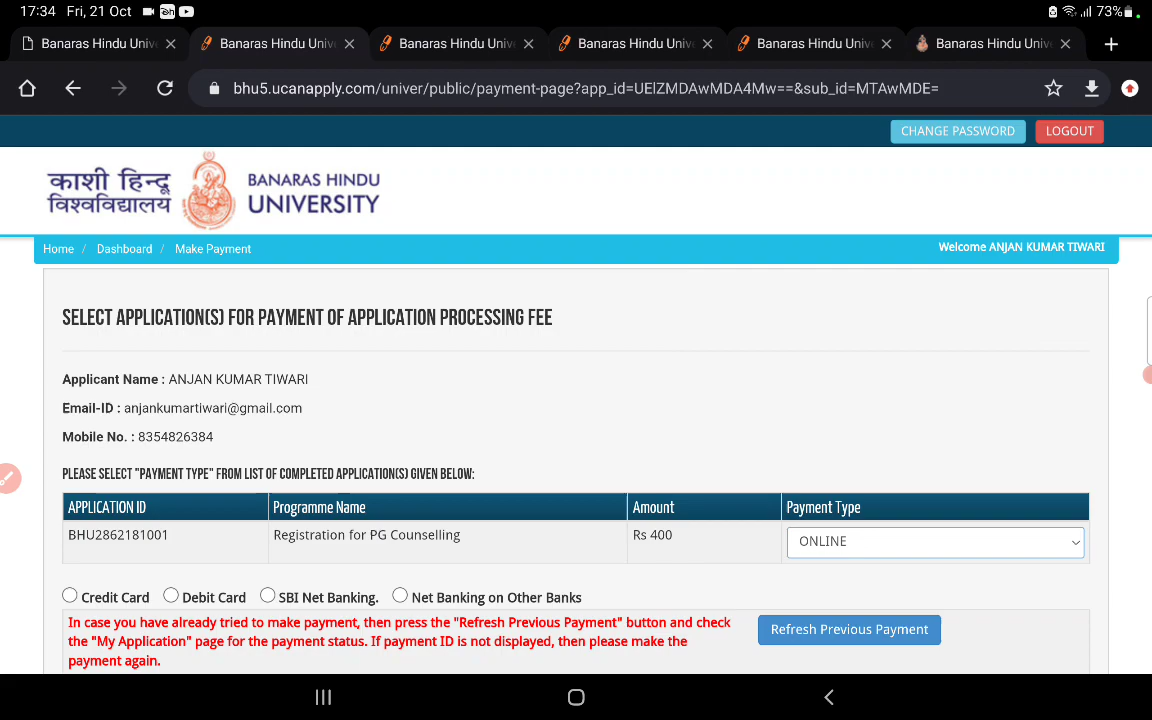 17:34 Fri, 21 Oct 73%
Banaras Hindu Unive Banaras Hindu Unive Banaras Hindu Unive Banaras Hindu Unive Banaras Hindu Unive Banaras Hindu Unive
bhu5.ucanapply.com/univer/public/payment-page?app_id=UElZMDAwMDA4Mw==&sub_id=MTAwMDE=
CHANGE PASSWORD LOGOUT
काशी हिन्दू
विश्वविद्यालय
BANARAS HINDU
UNIVERSITY
Home / Dashboard / Make Payment Welcome ANJAN KUMAR TIWARI
SELECT APPLICATION(S) FOR PAYMENT OF APPLICATION PROCESSING FEE
Applicant Name : ANJAN KUMAR TIWARI
Email-ID : anjankumartiwari@gmail.com
Mobile No. : 8354826384
PLEASE SELECT "PAYMENT TYPE" FROM LIST OF COMPLETED APPLICATION(S) GIVEN BELOW:
APPLICATION ID Programme Name Amount Payment Type
BHU2862181001 Registration for PG Counselling Rs 400 ONLINE
Credit Card Debit Card SBI Net Banking. Net Banking on Other Banks
In case you have already tried to make payment, then press the "Refresh Previous Payment" button and check
the "My Application" page for the payment status. If payment ID is not displayed, then please make the
payment again.
Refresh Previous Payment